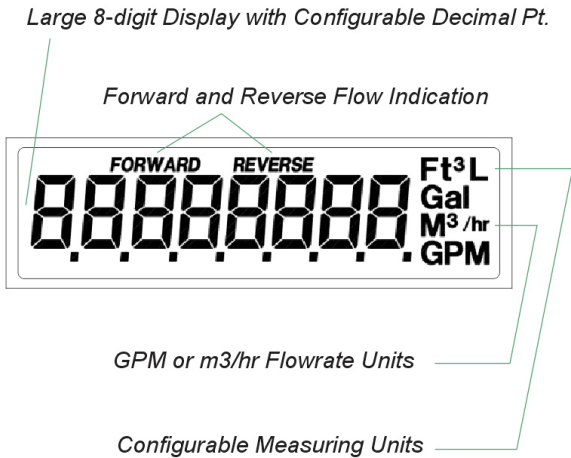 Large 8-digit Display with Configurable Decimal Pt.
Forward and Reverse Flow Indication
FORWARD REVERSE
Ft³ L
8.8.8.8.8.8.8.8.
Gal
M³ /hr
GPM
GPM or m3/hr Flowrate Units
Configurable Measuring Units